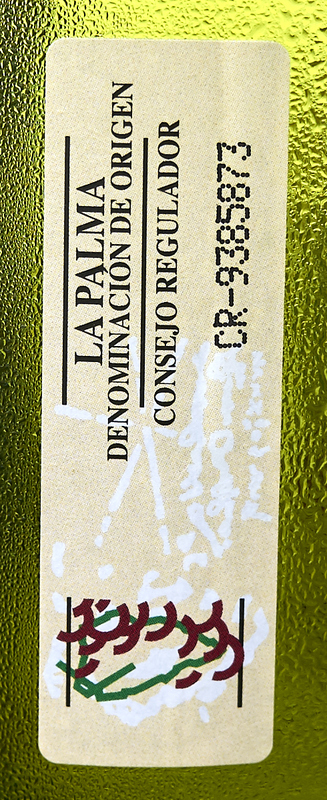 LA PALMA
DENOMINACIÓN DE ORIGEN
CONSEJO REGULADOR
CR-9385873